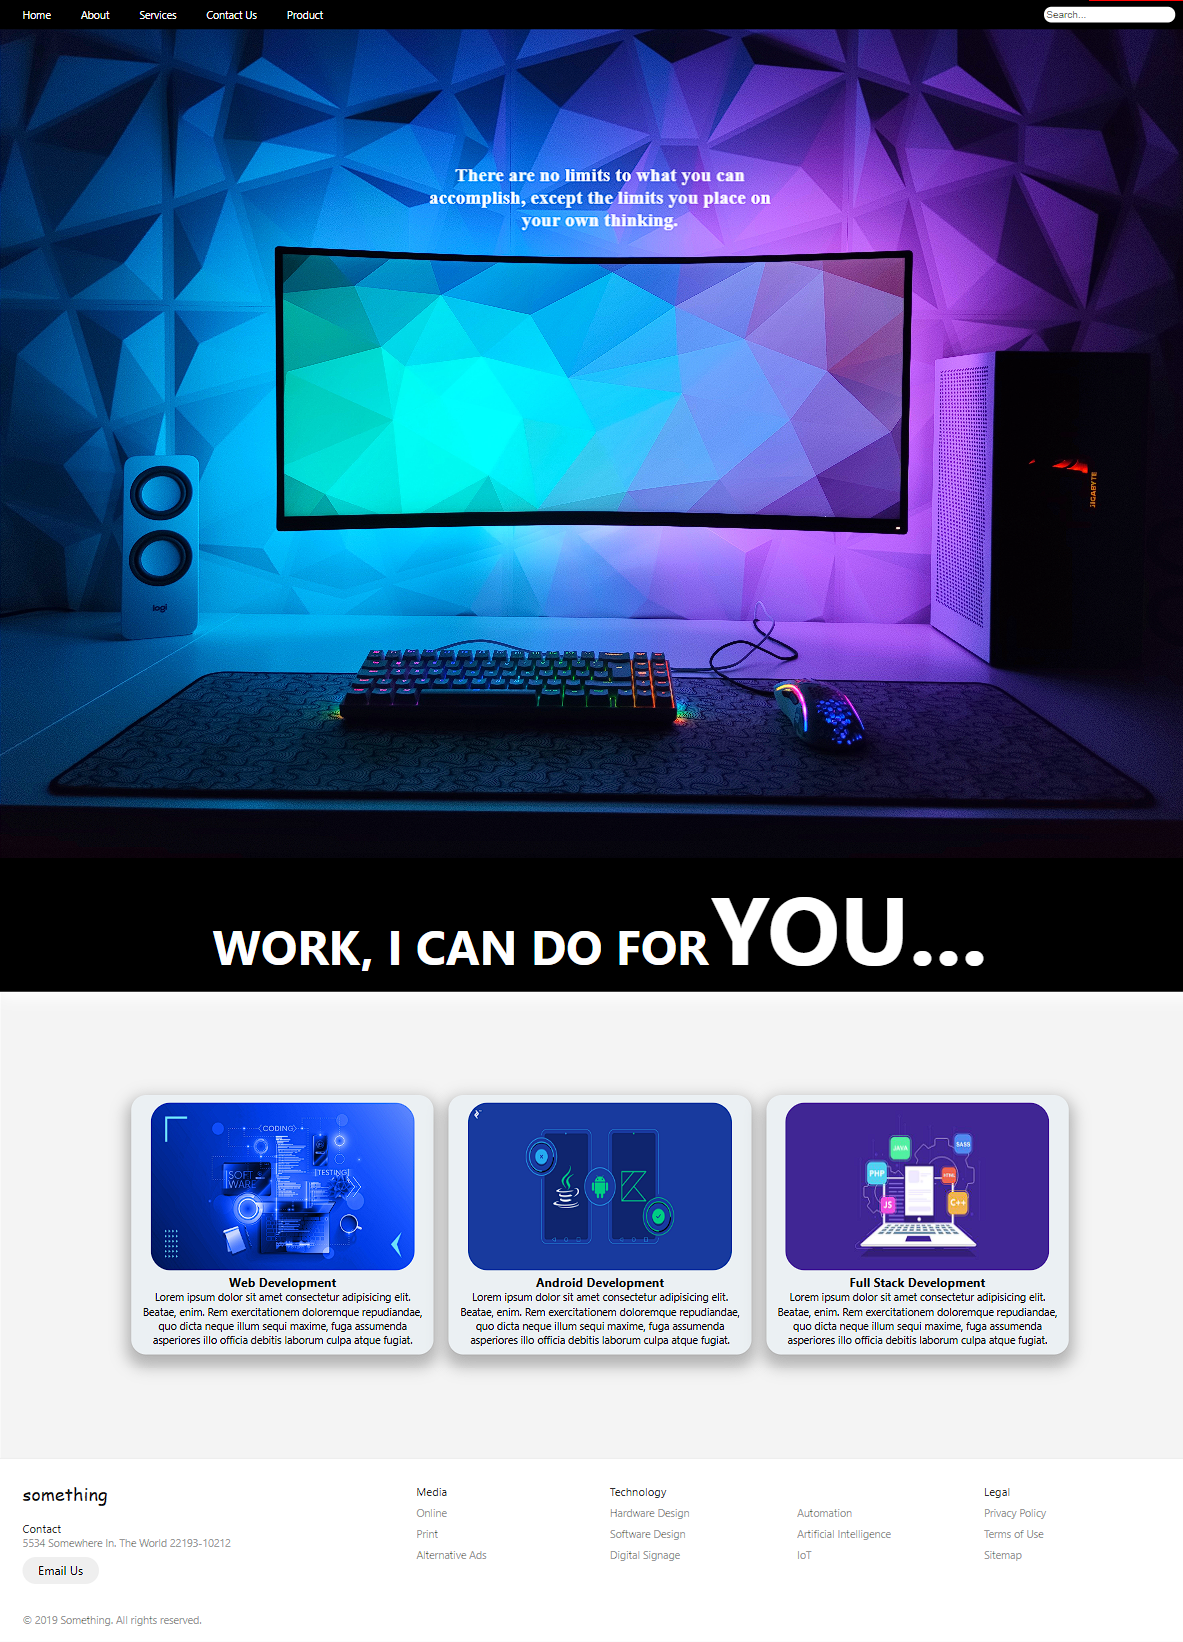 Home About Services Contact Us Product Search...
There are no limits to what you can
accomplish, except the limits you place on
your own thinking.
logi
GIGABYTE
WORK, I CAN DO FOR YOU...
CODING
SOFT
WARE
[TESTING]
JAVA
SASS
PHP
HTML
JS
C++
Web Development
Lorem ipsum dolor sit amet consectetur adipisicing elit.
Beatae, enim. Rem exercitationem doloremque repudiandae,
quo dicta neque illum sequi maxime, fuga assumenda
asperiores illo officia debitis laborum culpa atque fugiat.
Android Development
Lorem ipsum dolor sit amet consectetur adipisicing elit.
Beatae, enim. Rem exercitationem doloremque repudiandae,
quo dicta neque illum sequi maxime, fuga assumenda
asperiores illo officia debitis laborum culpa atque fugiat.
Full Stack Development
Lorem ipsum dolor sit amet consectetur adipisicing elit.
Beatae, enim. Rem exercitationem doloremque repudiandae,
quo dicta neque illum sequi maxime, fuga assumenda
asperiores illo officia debitis laborum culpa atque fugiat.
something
Contact
5534 Somewhere In. The World 22193-10212
Email Us
Media
Online
Print
Alternative Ads
Technology
Hardware Design
Software Design
Digital Signage
Automation
Artificial Intelligence
IoT
Legal
Privacy Policy
Terms of Use
Sitemap
© 2019 Something. All rights reserved.